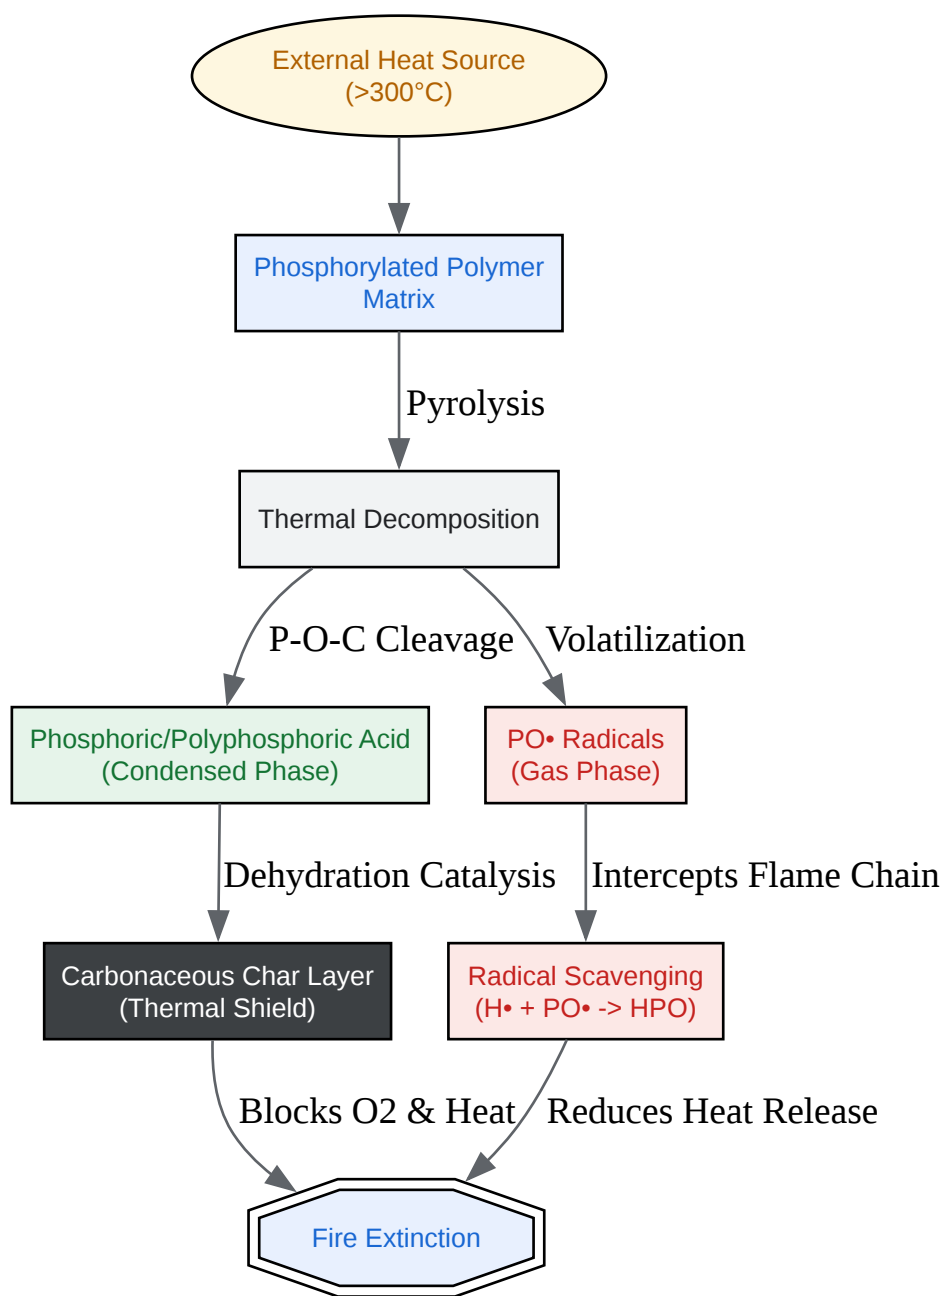 External Heat Source
(>300°C)
Phosphorylated Polymer
Matrix
Pyrolysis
Thermal Decomposition
P-O-C Cleavage
Volatilization
Phosphoric/Polyphosphoric Acid
(Condensed Phase)
PO• Radicals
(Gas Phase)
Dehydration Catalysis
Intercepts Flame Chain
Carbonaceous Char Layer
(Thermal Shield)
Radical Scavenging
(H• + PO• -> HPO)
Blocks O2 & Heat
Reduces Heat Release
Fire Extinction